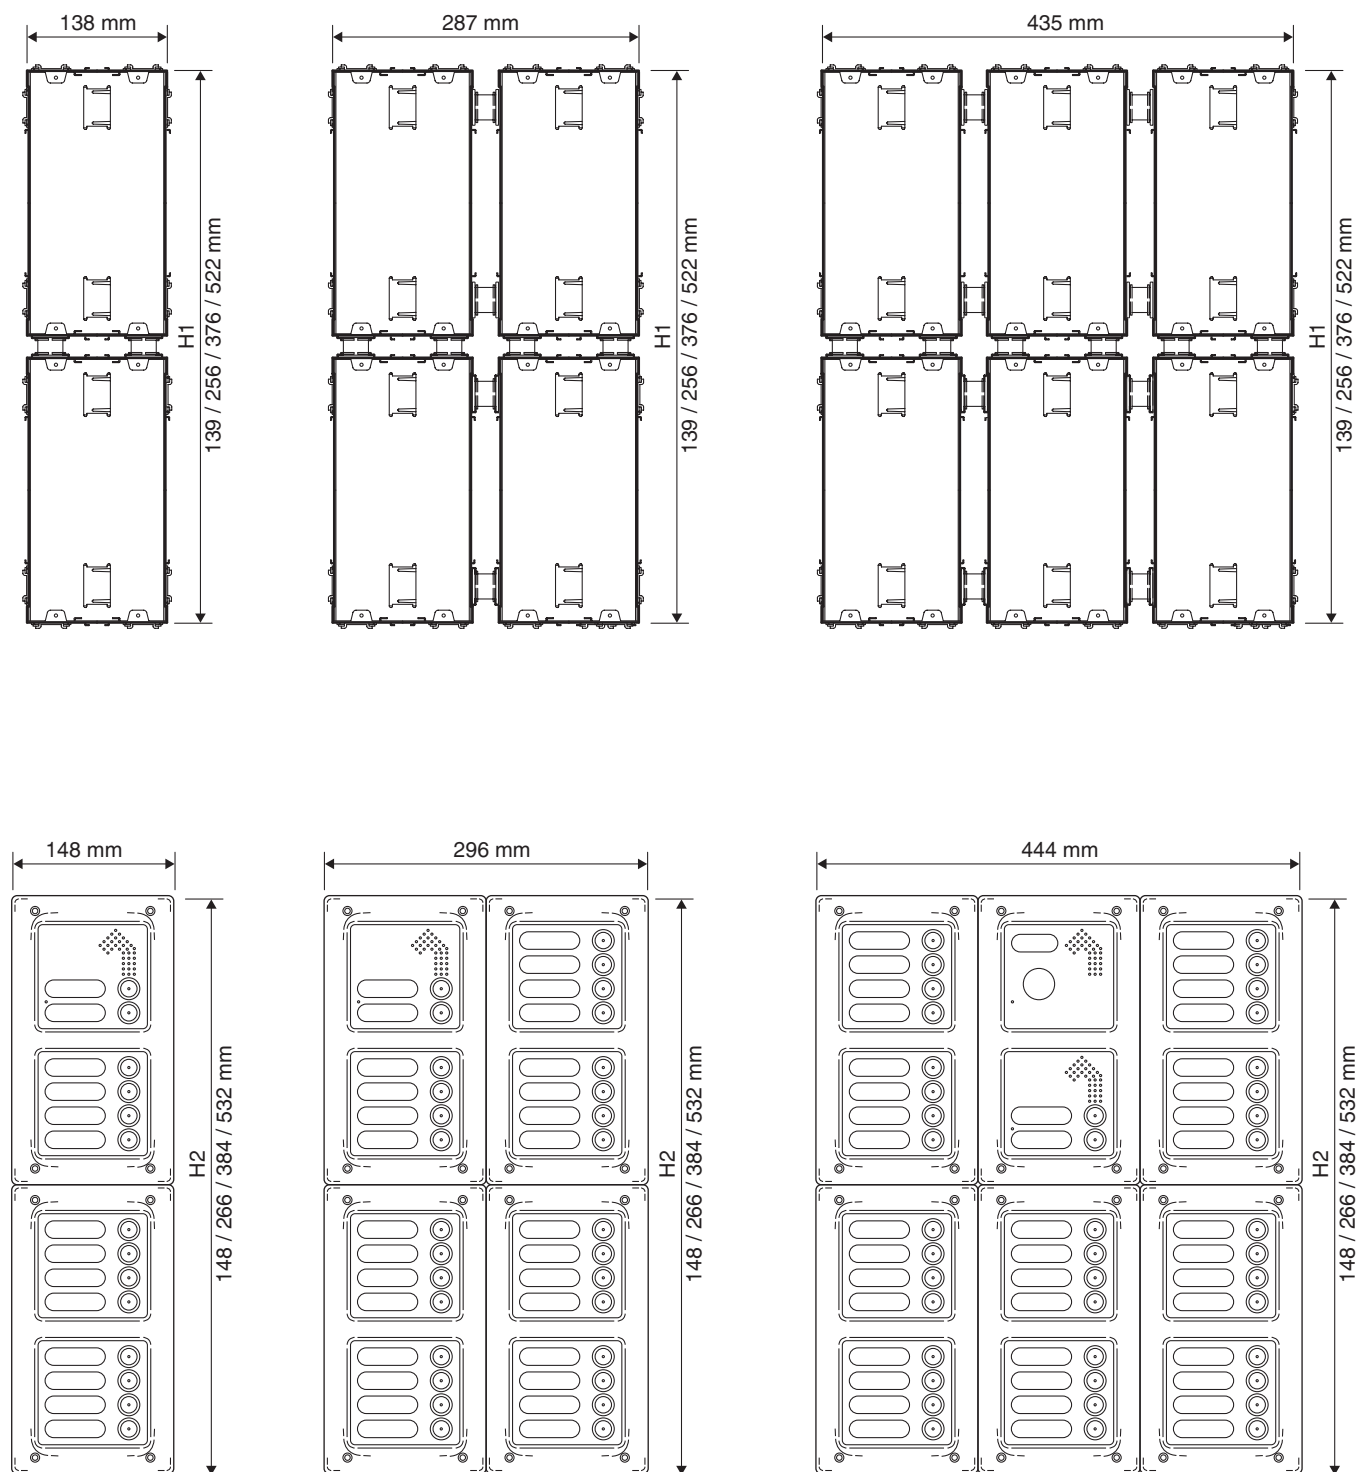 138 mm
287 mm
435 mm
H1
139 / 256 / 376 / 522 mm
H1
139 / 256 / 376 / 522 mm
H1
139 / 256 / 376 / 522 mm
148 mm
296 mm
444 mm
H2
148 / 266 / 384 / 532 mm
H2
148 / 266 / 384 / 532 mm
H2
148 / 266 / 384 / 532 mm